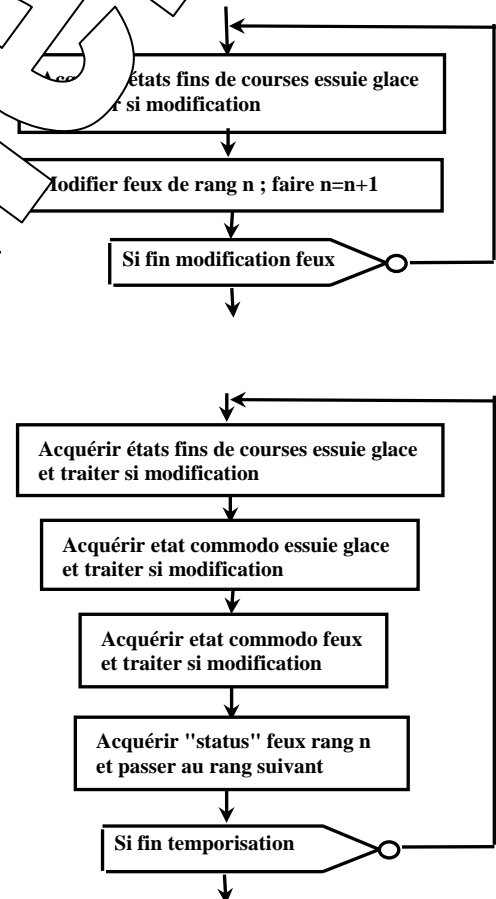 états fins de courses essuie glace
si modification
feux de rang n ; faire n=n+1
Si fin modification feux
Acquérir états fins de courses essuie glace
et traiter si modification
Acquérir etat commodo essuie glace
et traiter si modification
Acquérir etat commodo feux
et traiter si modification
Acquérir "status" feux rang n
et passer au rang suivant
Si fin temporisation